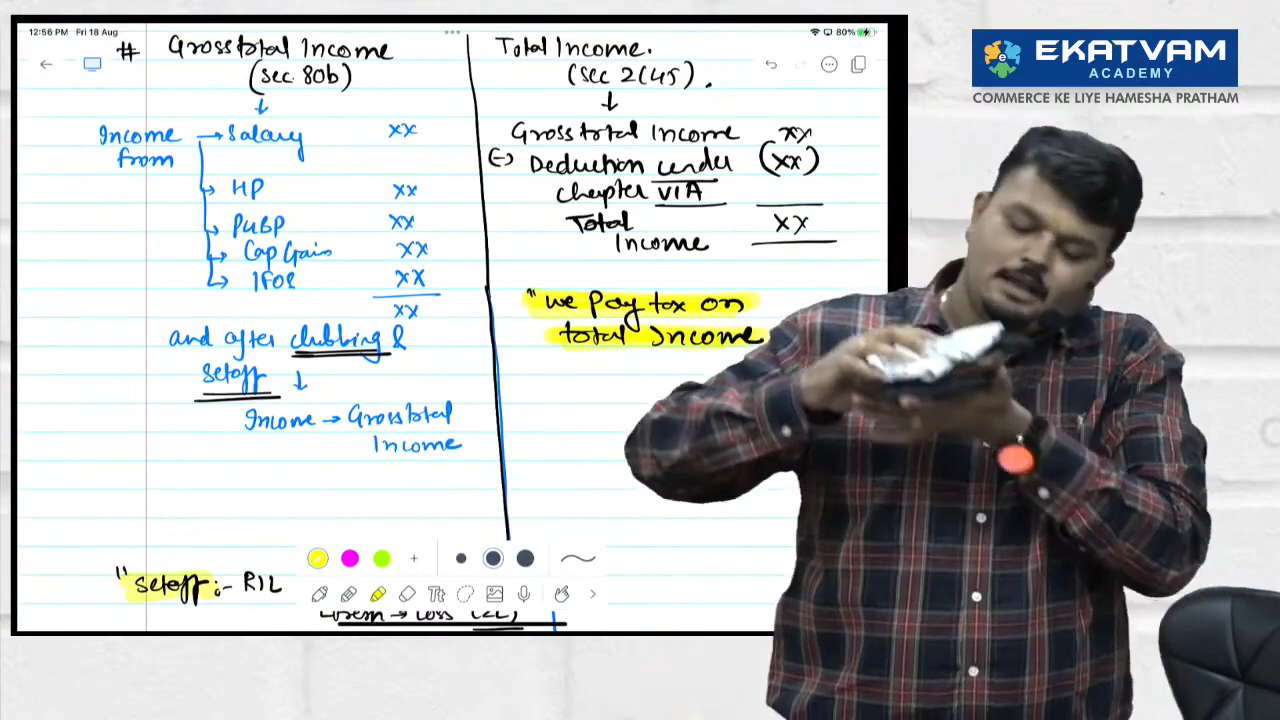 12:56 PM Fri 18 Aug
80%
# Gross total Income
(sec 80b)
Income from → Salary XX
HP XX
PGBP XX
Cap Gain XX
IFOS XX
XX
and after clubbing &
setoff
Income → Gross total
Income
"setoff :- RIL
→ Loss
Total Income.
(sec 2(45).
Gross total Income XX
(-) Deduction under (XX)
chapter VIA
Total XX
Income
"we pay tax on
total Income
EKATVAM
ACADEMY
COMMERCE KE LIYE HAMESHA PRATHAM